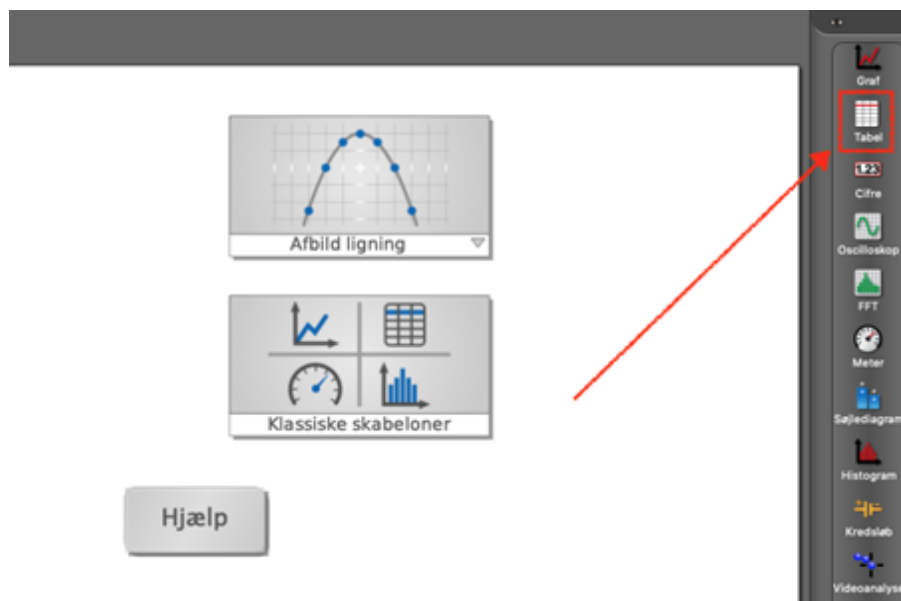 Afbild ligning
Klassiske skabeloner
Hjælp
Graf
Tabel
1.23
Cifre
Oscilloskop
FFT
Meter
Søjlediagram
Histogram
Kredsløb
Videoanalyse